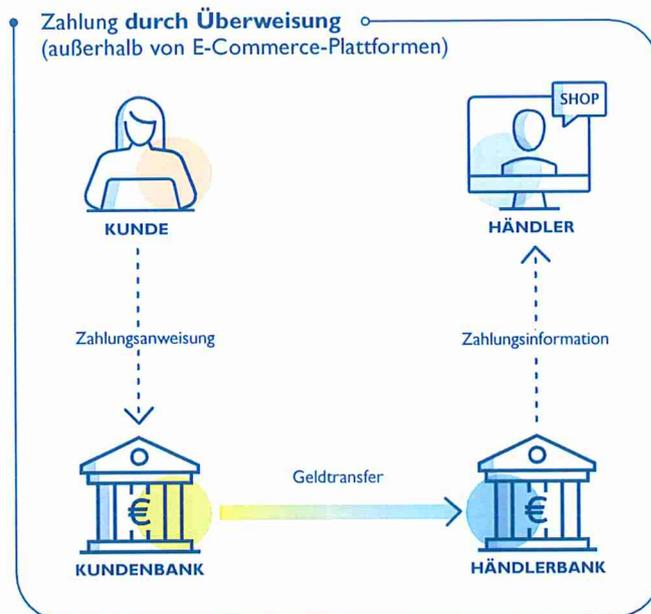 Zahlung durch Überweisung
(außerhalb von E-Commerce-Plattformen)
SHOP
KUNDE
HÄNDLER
Zahlungsanweisung
Zahlungsinformation
Geldtransfer
€
€
KUNDENBANK
HÄNDLERBANK